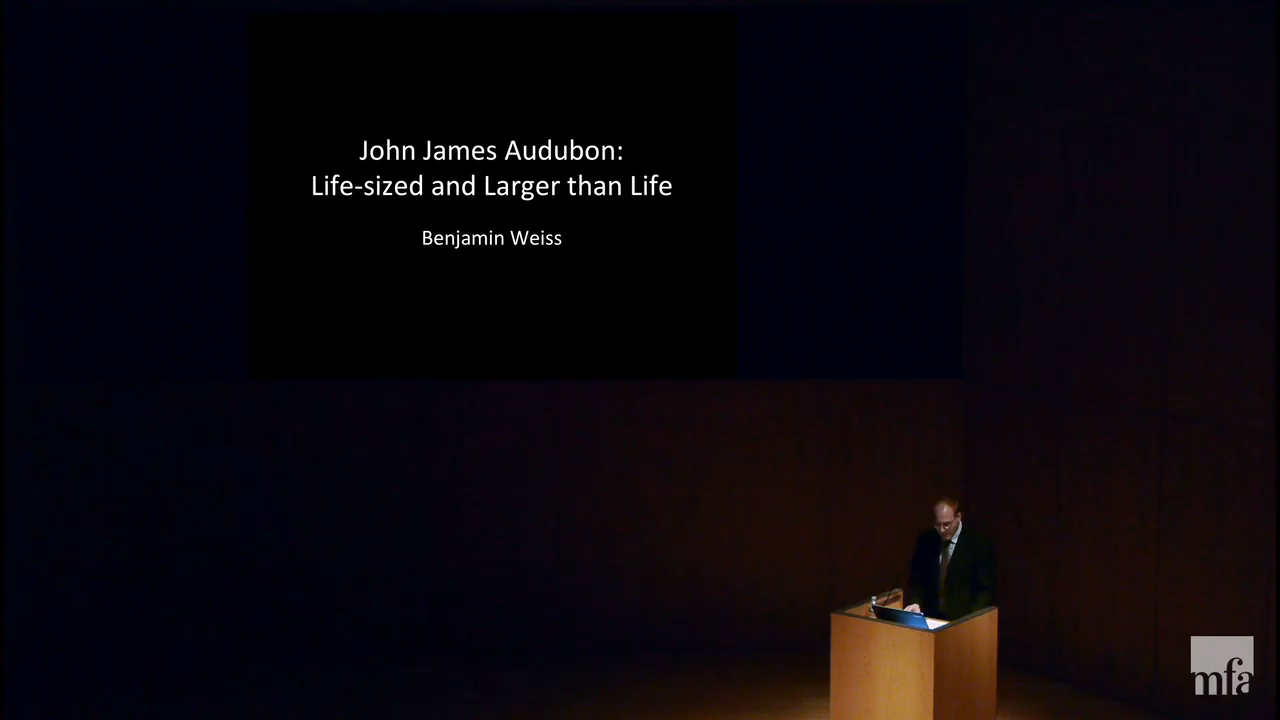 John James Audubon:
Life-sized and Larger than Life
Benjamin Weiss
mfa